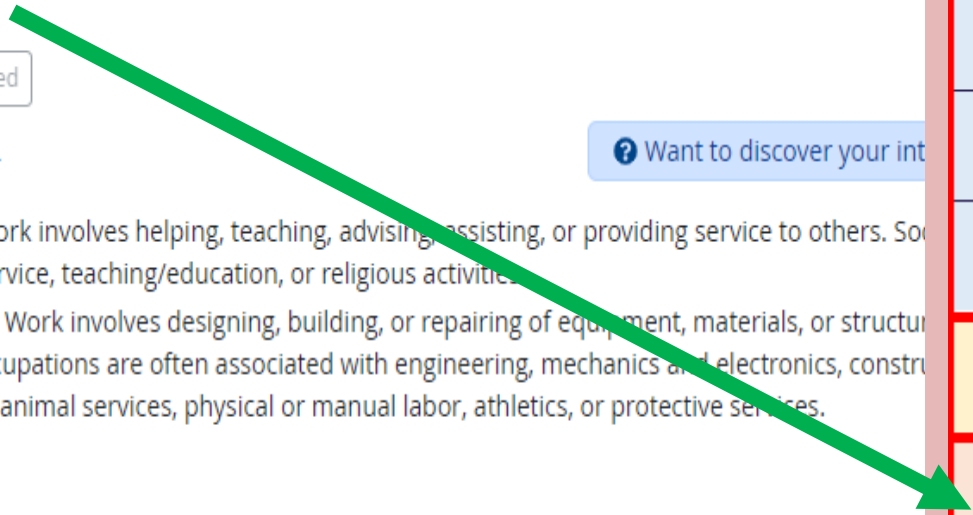 ed
Want to discover your int
ork involves helping, teaching, advising, assisting, or providing service to others. Soc
rvice, teaching/education, or religious activities
Work involves designing, building, or repairing of equipment, materials, or structur
cupations are often associated with engineering, mechanics and electronics, constru
animal services, physical or manual labor, athletics, or protective services.